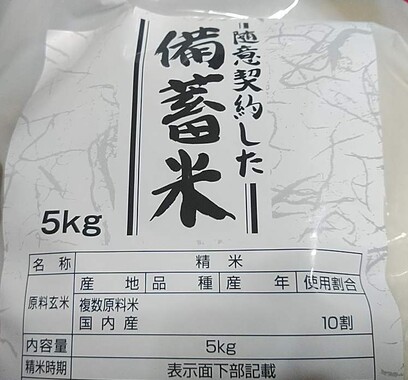 随意契約した
備蓄米
5kg
名称 精米
産地 品種 産年 使用割合
原料玄米 複数原料米
国内産 10割
内容量 5kg
精米時期 表示面下部記載